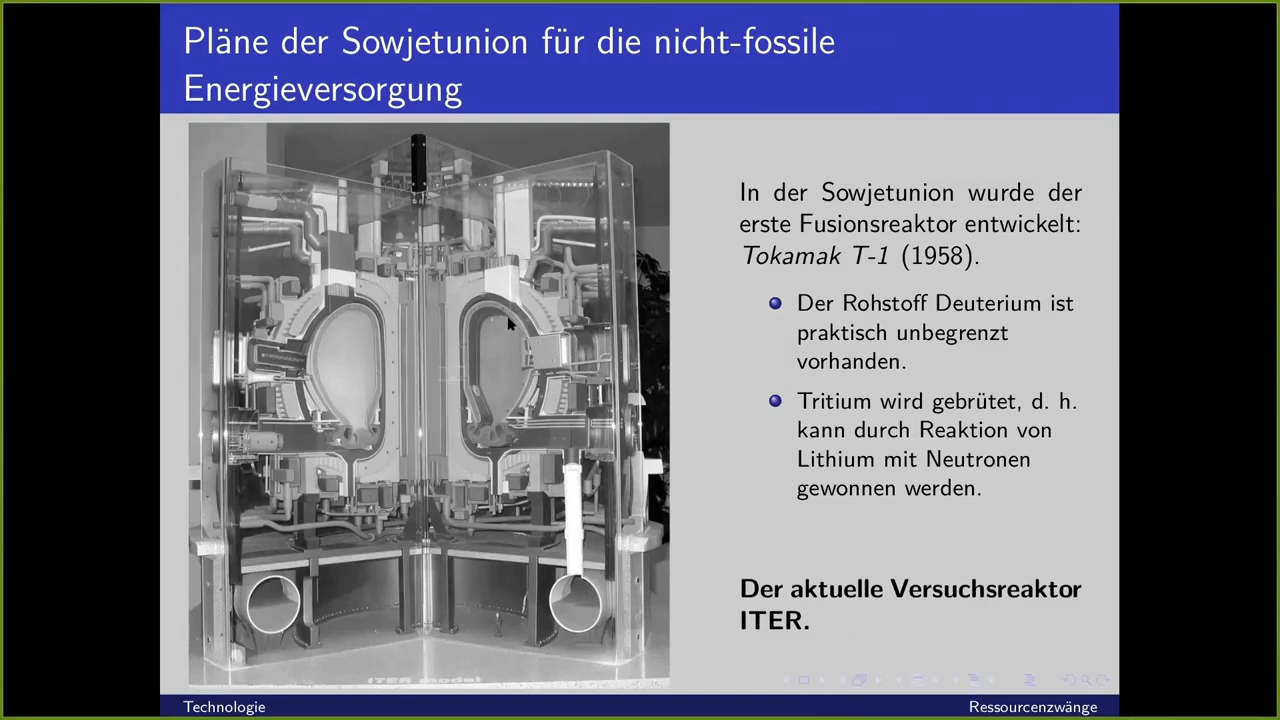 Pläne der Sowjetunion für die nicht-fossile
Energieversorgung
In der Sowjetunion wurde der
erste Fusionsreaktor entwickelt:
Tokamak T-1 (1958).
Der Rohstoff Deuterium ist
praktisch unbegrenzt
vorhanden.
Tritium wird gebrütet, d. h.
kann durch Reaktion von
Lithium mit Neutronen
gewonnen werden.
Der aktuelle Versuchsreaktor
ITER.
ITER model
Technologie
Ressourcenzwänge